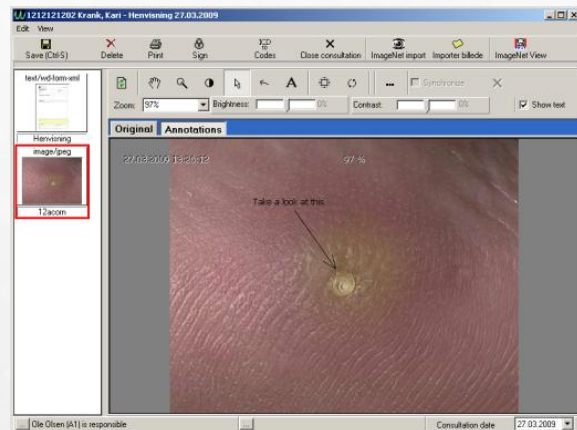 1212121202 Krank, Kari - Henvisning 27.03.2009
Edit View
Save (Ctrl-S) Delete Print Sign Codes Close consultation ImageNet import Importer billede ImageNet View
text/wd-form-xml
Henvisning
image/jpeg
12acorn
A ... Synchronize
Zoom: 97% Brightness: 0% Contrast: 0% Show text
Original Annotations
27.03.2009 13:26:12 97 %
Take a look at this
... Ole Olsen (A1) is responsible ... Consultation date 27.03.2009